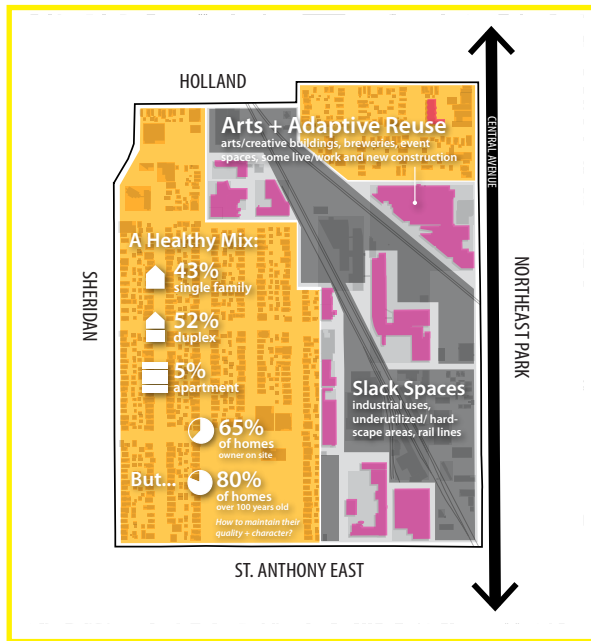 HOLLAND
Arts + Adaptive Reuse
arts/creative buildings, breweries, event
spaces, some live/work and new construction
CENTRAL AVENUE
A Healthy Mix:
43%
single family
SHERIDAN
NORTHEAST PARK
52%
duplex
5%
apartment
Slack Spaces
industrial uses,
underutilized/ hard-
scape areas, rail lines
65%
of homes
owner on site
But...
80%
of homes
over 100 years old
How to maintain their
quality + character?
ST. ANTHONY EAST